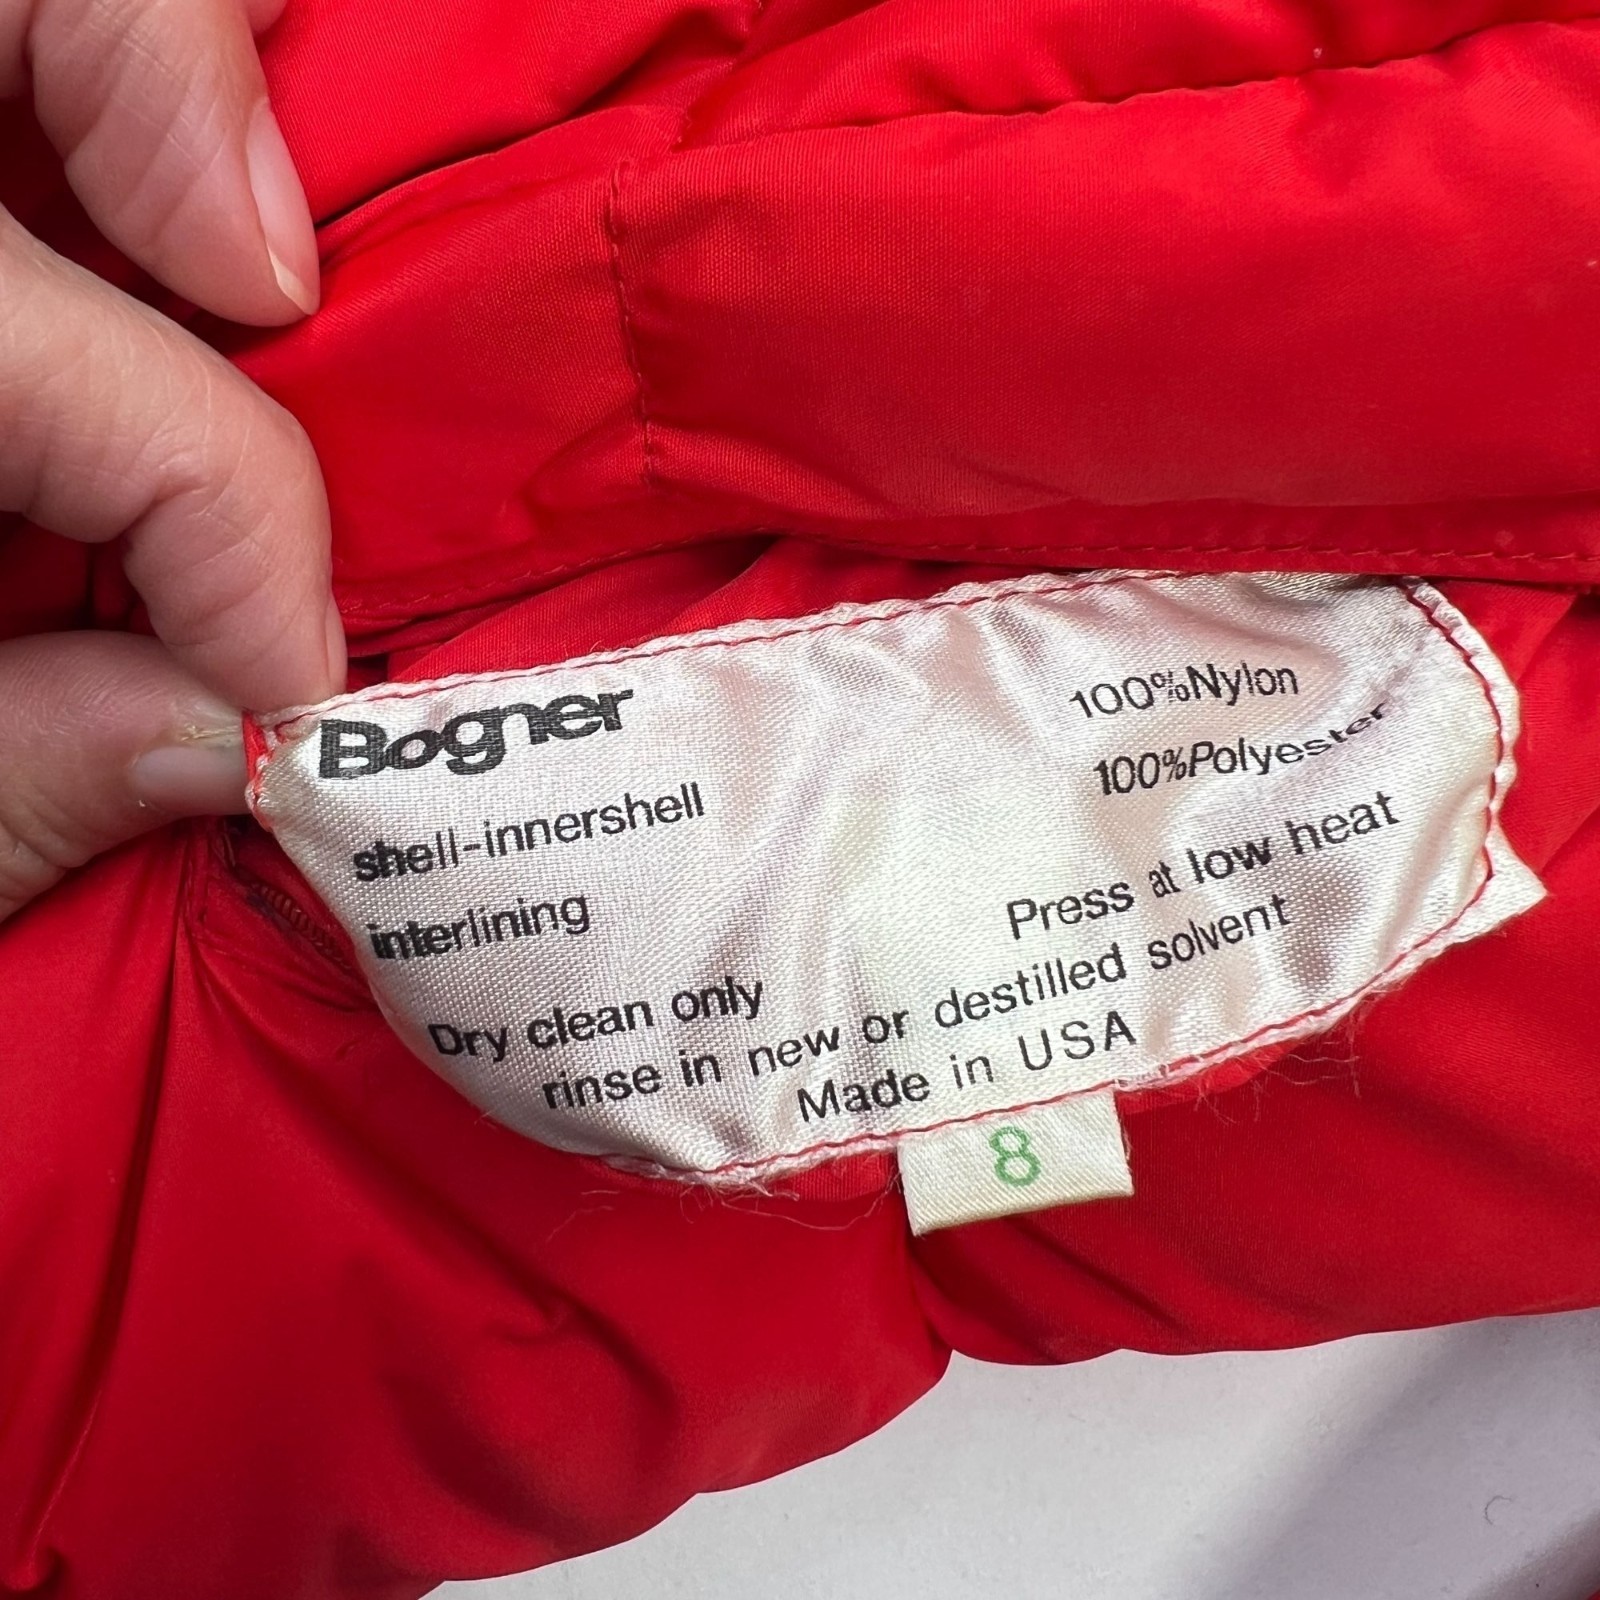 Bogner
shell-innershell 100%Nylon
interlining 100%Polyester
Dry clean only Press at low heat
rinse in new or destilled solvent
Made in USA
8